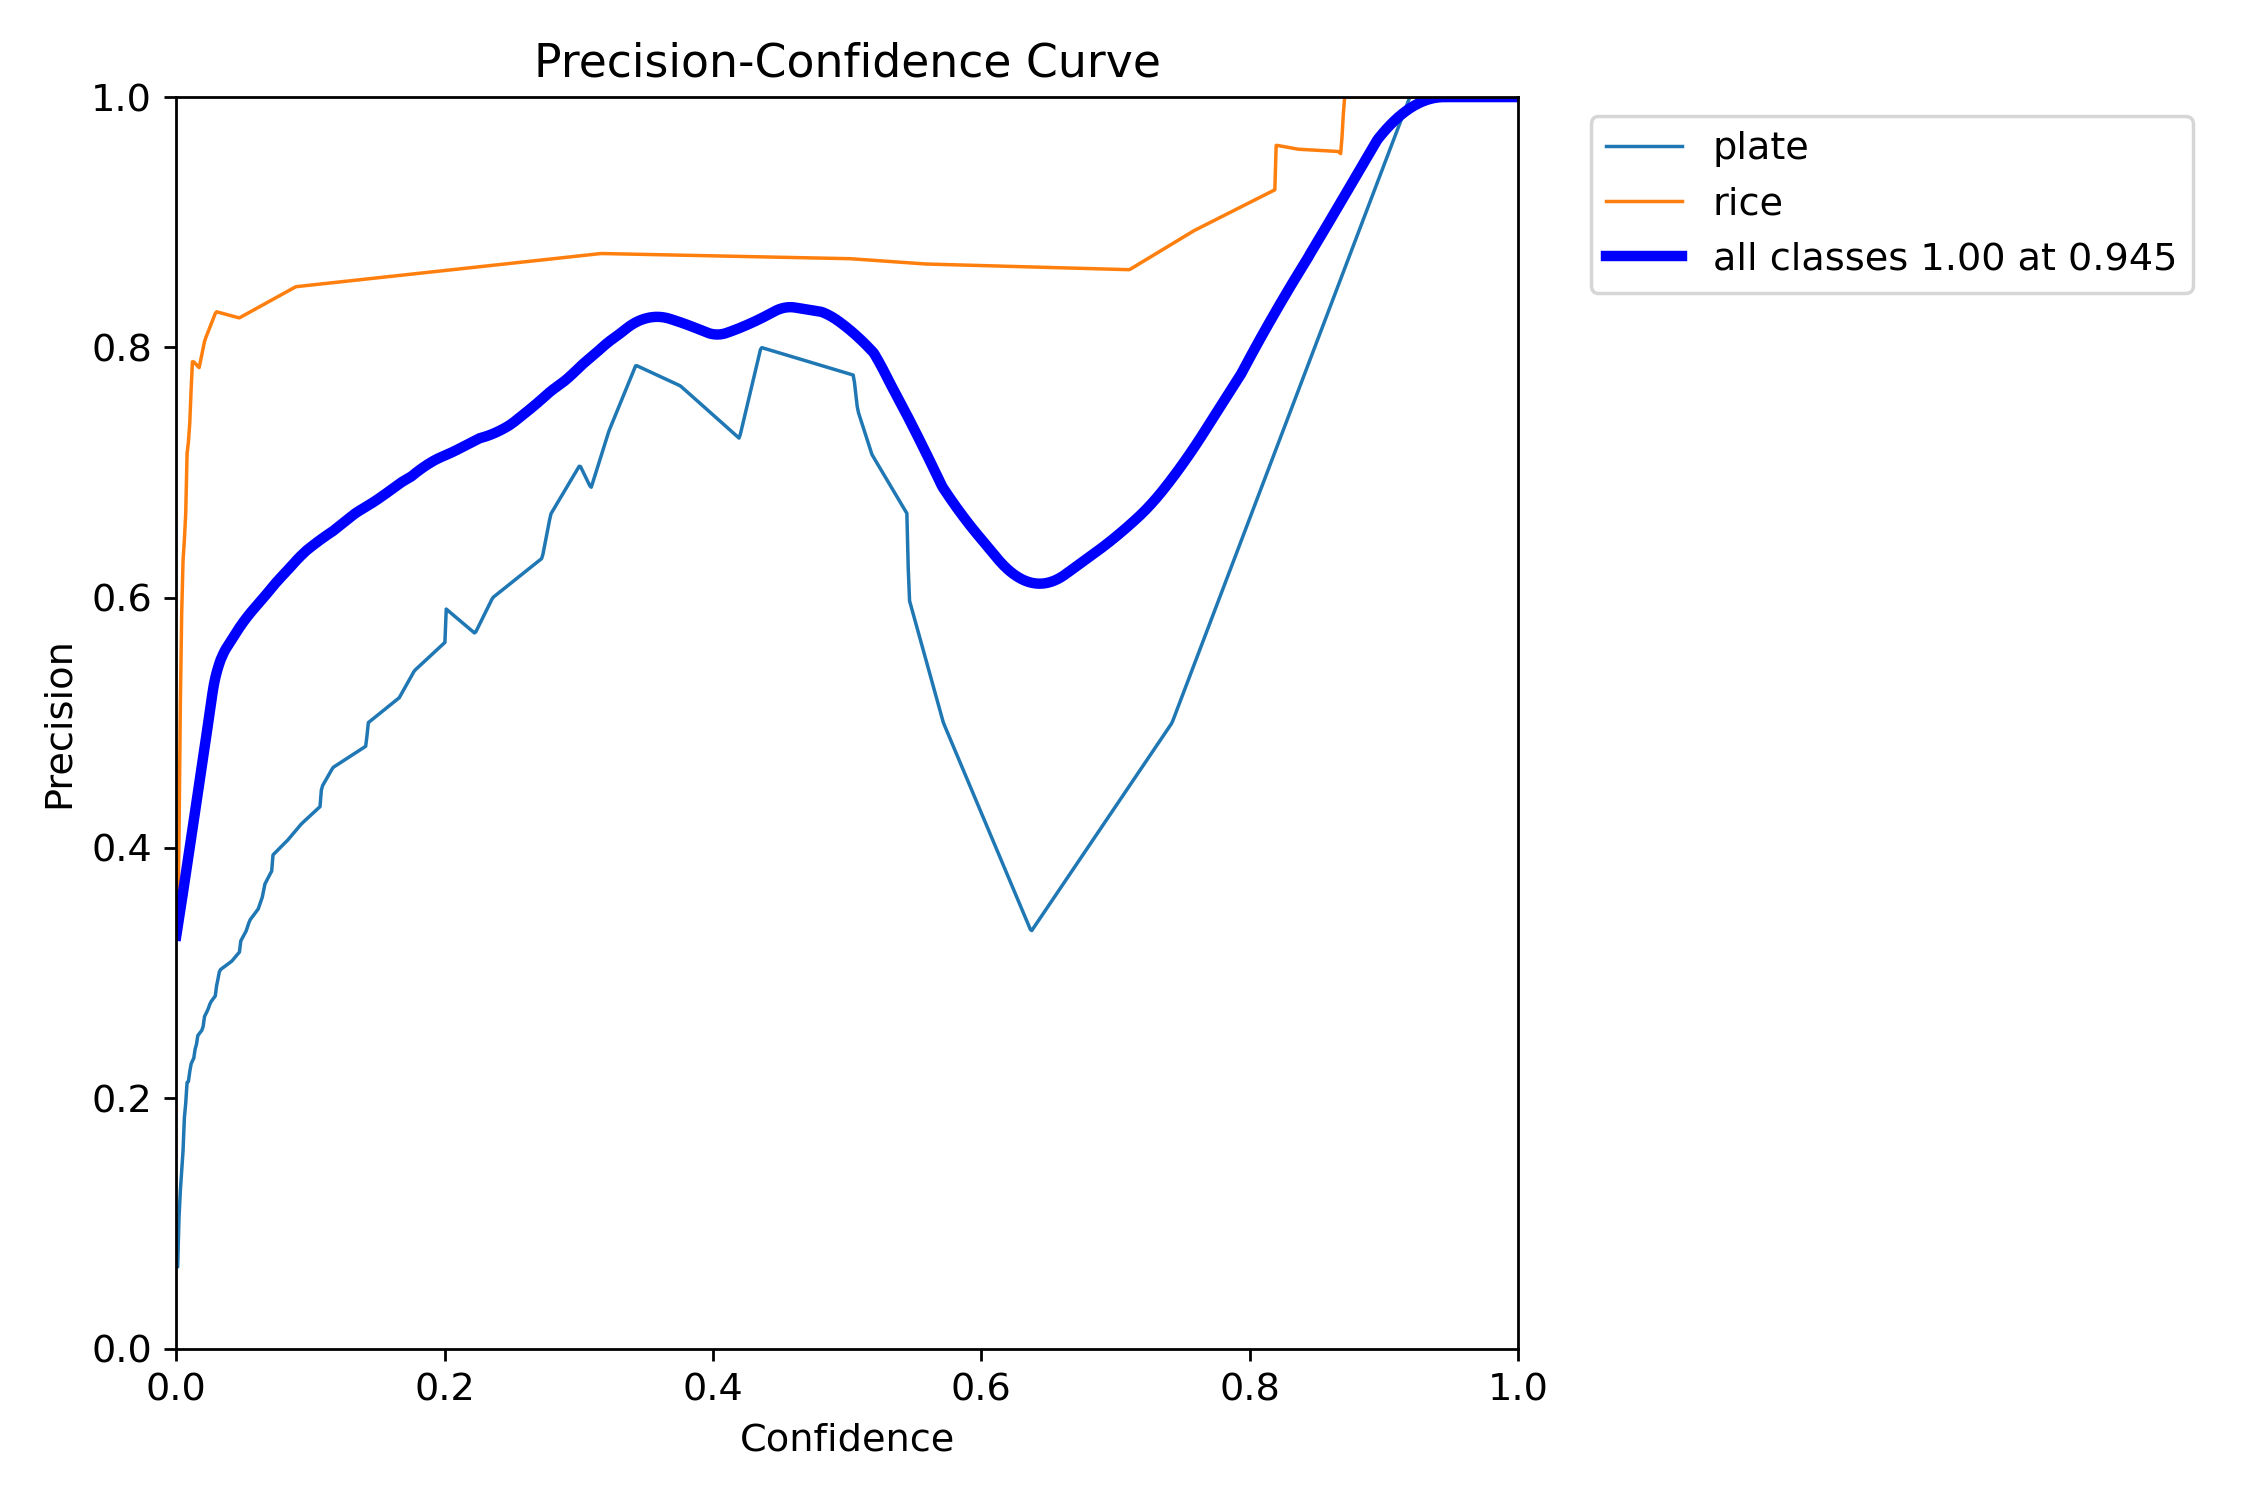 Precision-Confidence Curve
1.0
0.8
0.6
0.4
0.2
0.0
Precision
0.0 0.2 0.4 0.6 0.8 1.0
Confidence
plate
rice
all classes 1.00 at 0.945